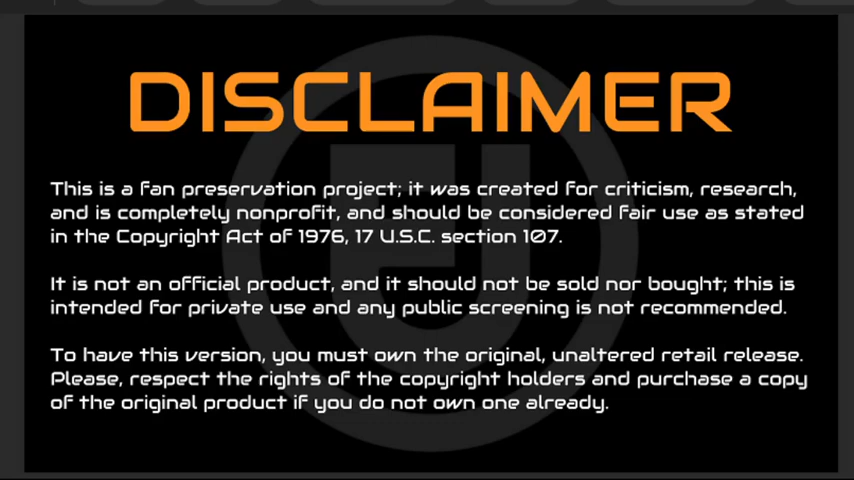 DISCLAIMER
This is a fan preservation project; it was created for criticism, research,
and is completely nonprofit, and should be considered fair use as stated
in the Copyright Act of 1976, 17 U.S.C. section 107.
It is not an official product, and it should not be sold nor bought; this is
intended for private use and any public screening is not recommended.
To have this version, you must own the original, unaltered retail release.
Please, respect the rights of the copyright holders and purchase a copy
of the original product if you do not own one already.